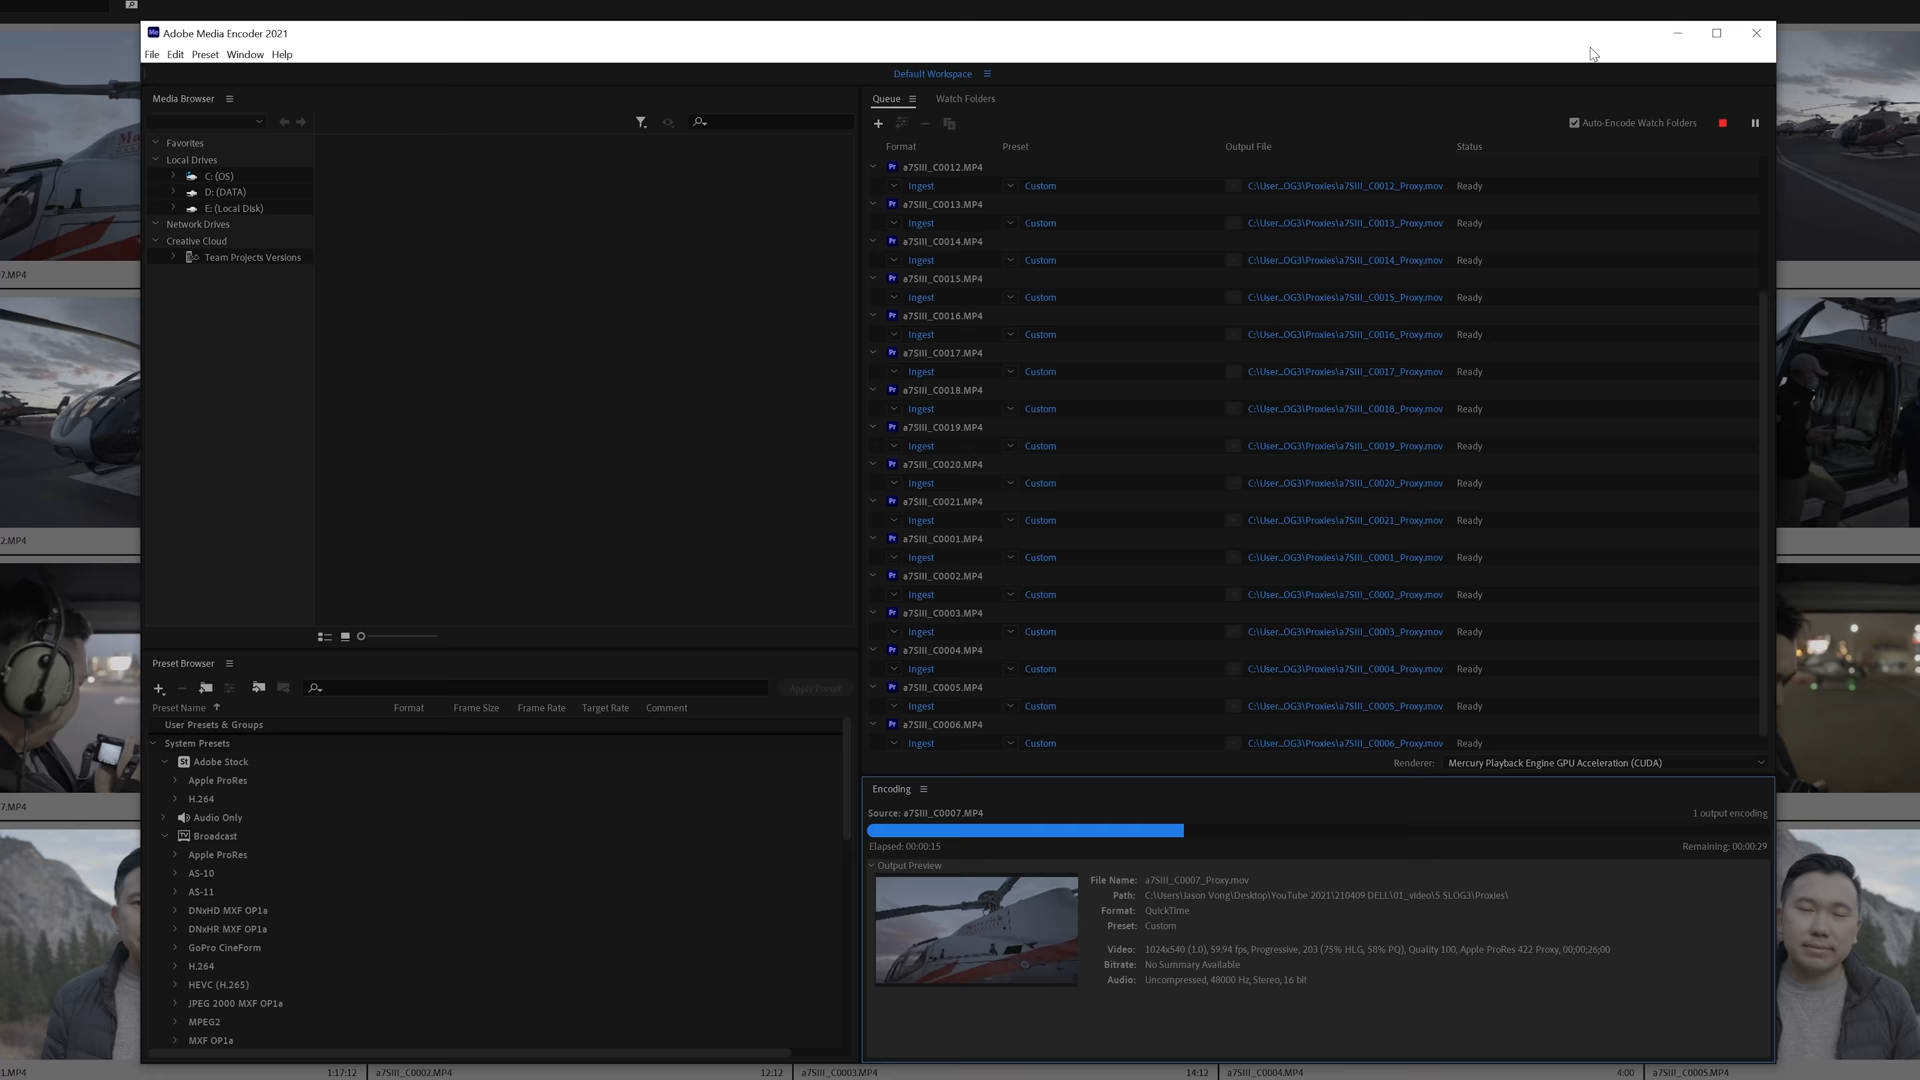 Adobe Media Encoder 2021
File Edit Preset Window Help
Default Workspace
Media Browser
Favorites
Local Drives
C: (OS)
D: (DATA)
E: (Local Disk)
Network Drives
Creative Cloud
Team Projects Versions
Queue Watch Folders
Auto-Encode Watch Folders
Format Preset Output File Status
a7SIII_C0012.MP4
Ingest Custom C:\User...OG3\Proxies\a7SIII_C0012_Proxy.mov Ready
a7SIII_C0013.MP4
Ingest Custom C:\User...OG3\Proxies\a7SIII_C0013_Proxy.mov Ready
a7SIII_C0014.MP4
Ingest Custom C:\User...OG3\Proxies\a7SIII_C0014_Proxy.mov Ready
a7SIII_C0015.MP4
Ingest Custom C:\User...OG3\Proxies\a7SIII_C0015_Proxy.mov Ready
a7SIII_C0016.MP4
Ingest Custom C:\User...OG3\Proxies\a7SIII_C0016_Proxy.mov Ready
a7SIII_C0017.MP4
Ingest Custom C:\User...OG3\Proxies\a7SIII_C0017_Proxy.mov Ready
a7SIII_C0018.MP4
Ingest Custom C:\User...OG3\Proxies\a7SIII_C0018_Proxy.mov Ready
a7SIII_C0019.MP4
Ingest Custom C:\User...OG3\Proxies\a7SIII_C0019_Proxy.mov Ready
a7SIII_C0020.MP4
Ingest Custom C:\User...OG3\Proxies\a7SIII_C0020_Proxy.mov Ready
a7SIII_C0021.MP4
Ingest Custom C:\User...OG3\Proxies\a7SIII_C0021_Proxy.mov Ready
a7SIII_C0001.MP4
Ingest Custom C:\User...OG3\Proxies\a7SIII_C0001_Proxy.mov Ready
a7SIII_C0002.MP4
Ingest Custom C:\User...OG3\Proxies\a7SIII_C0002_Proxy.mov Ready
a7SIII_C0003.MP4
Ingest Custom C:\User...OG3\Proxies\a7SIII_C0003_Proxy.mov Ready
a7SIII_C0004.MP4
Ingest Custom C:\User...OG3\Proxies\a7SIII_C0004_Proxy.mov Ready
a7SIII_C0005.MP4
Ingest Custom C:\User...OG3\Proxies\a7SIII_C0005_Proxy.mov Ready
a7SIII_C0006.MP4
Ingest Custom C:\User...OG3\Proxies\a7SIII_C0006_Proxy.mov Ready
Renderer: Mercury Playback Engine GPU Acceleration (CUDA)
Preset Browser
Apply Preset
Preset Name Format Frame Size Frame Rate Target Rate Comment
User Presets & Groups
System Presets
Adobe Stock
Apple ProRes
H.264
Audio Only
Broadcast
Apple ProRes
AS-10
AS-11
DNxHD MXF OP1a
DNxHR MXF OP1a
GoPro CineForm
H.264
HEVC (H.265)
JPEG 2000 MXF OP1a
MPEG2
MXF OP1a
Encoding
Source: a7SIII_C0007.MP4 1 output encoding
Elapsed: 00:00:15 Remaining: 00:00:29
Output Preview
File Name: a7SIII_C0007_Proxy.mov
Path: C:\Users\Jason Vong\Desktop\YouTube 2021\210409 DELL\01_video\5 SLOG3\Proxies\
Format: QuickTime
Preset: Custom
Video: 1024x540 (1.0), 59.94 fps, Progressive, 203 (75% HLG, 58% PQ), Quality 100, Apple ProRes 422 Proxy, 00;00;26;00
Bitrate: No Summary Available
Audio: Uncompressed, 48000 Hz, Stereo, 16 bit
7.MP4
2.MP4
7.MP4
1.MP4 1:17:12 a7SIII_C0002.MP4 12:12 a7SIII_C0003.MP4 14:12 a7SIII_C0004.MP4 4:00 a7SIII_C0005.MP4